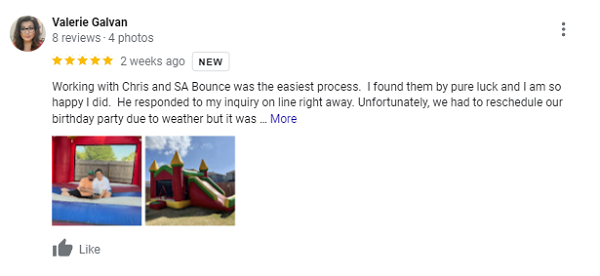 Valerie Galvan
8 reviews · 4 photos
2 weeks ago NEW
Working with Chris and SA Bounce was the easiest process.  I found them by pure luck and I am so
happy I did.  He responded to my inquiry on line right away. Unfortunately, we had to reschedule our
birthday party due to weather but it was ... More
Like